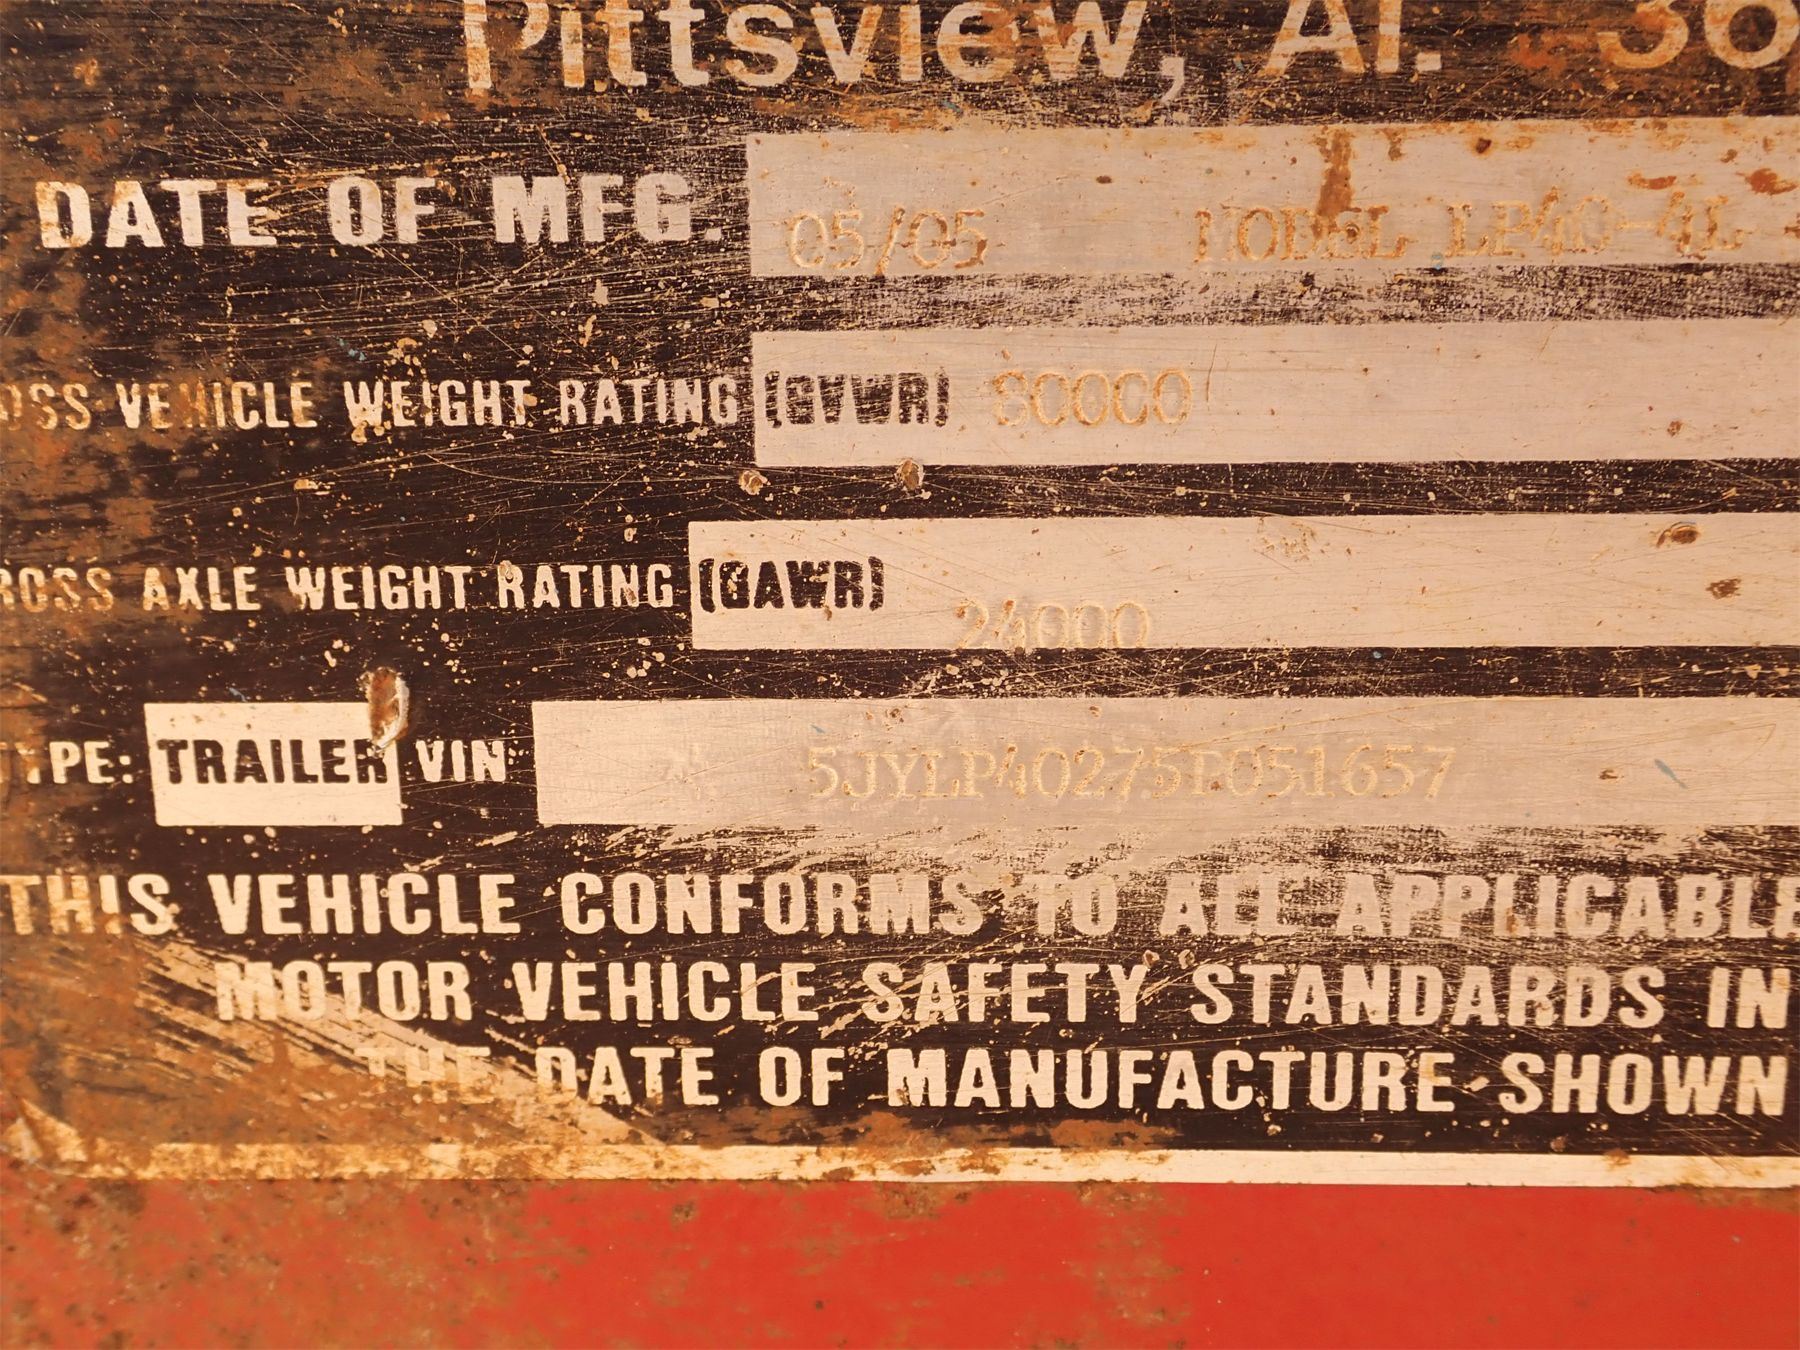 Pittsview, Al. 36
DATE OF MFG. 05/05 MODEL LP40-4L
OSS VEHICLE WEIGHT RATING (GVWR) 80000
ROSS AXLE WEIGHT RATING (GAWR) 24000
TYPE: TRAILER VIN 5JYLP40275P051657
THIS VEHICLE CONFORMS TO ALL APPLICABLE
MOTOR VEHICLE SAFETY STANDARDS IN
THE DATE OF MANUFACTURE SHOWN